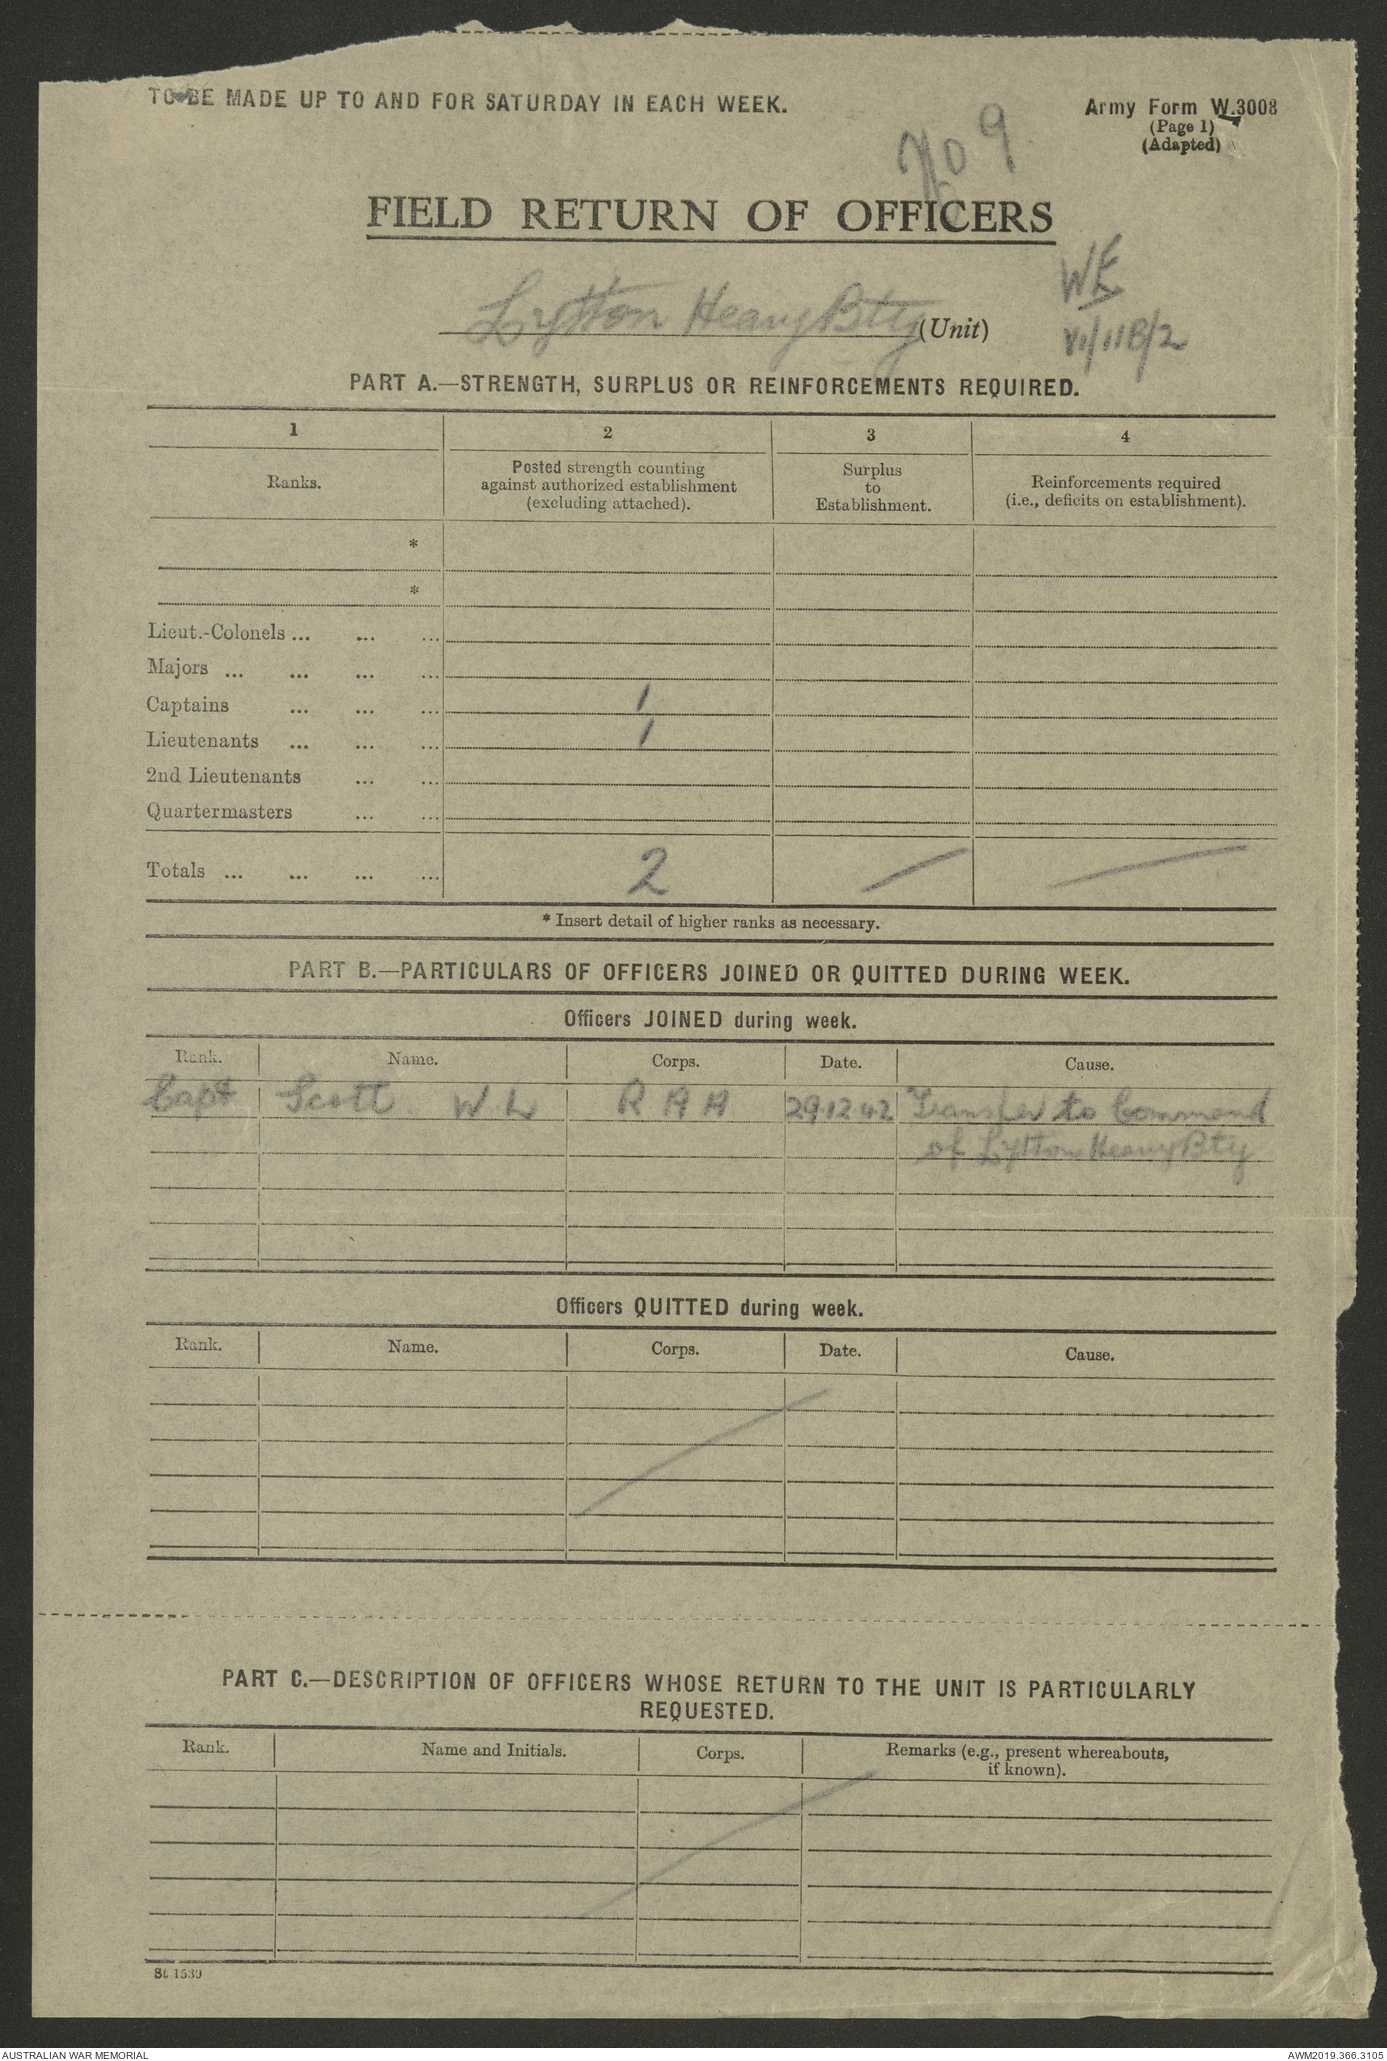 TO BE MADE UP TO AND FOR SATURDAY IN EACH WEEK.
Army Form W.3008
(Page 1)
(Adapted)
No 9
FIELD RETURN OF OFFICERS
WE
VI/11B/2
Lytton Heavy Bty (Unit)
PART A.—STRENGTH, SURPLUS OR REINFORCEMENTS REQUIRED.
1 2 3 4
Ranks. Posted strength counting against authorized establishment (excluding attached). Surplus to Establishment. Reinforcements required (i.e., deficits on establishment).
*
*
Lieut.-Colonels ... ... ...
Majors ... ... ... ...
Captains ... ... ... 1
Lieutenants ... ... ... 1
2nd Lieutenants ... ...
Quartermasters ... ...
Totals ... ... ... ... 2 / /
* Insert detail of higher ranks as necessary.
PART B.—PARTICULARS OF OFFICERS JOINED OR QUITTED DURING WEEK.
Officers JOINED during week.
Rank. Name. Corps. Date. Cause.
Capt Scott W.L R A A 29.12.42 Transfer to Command
of Lytton Heavy Bty
Officers QUITTED during week.
Rank. Name. Corps. Date. Cause.
PART C.—DESCRIPTION OF OFFICERS WHOSE RETURN TO THE UNIT IS PARTICULARLY
REQUESTED.
Rank. Name and Initials. Corps. Remarks (e.g., present whereabouts,
if known).
St 1539
AUSTRALIAN WAR MEMORIAL
AWM2019.366.3105